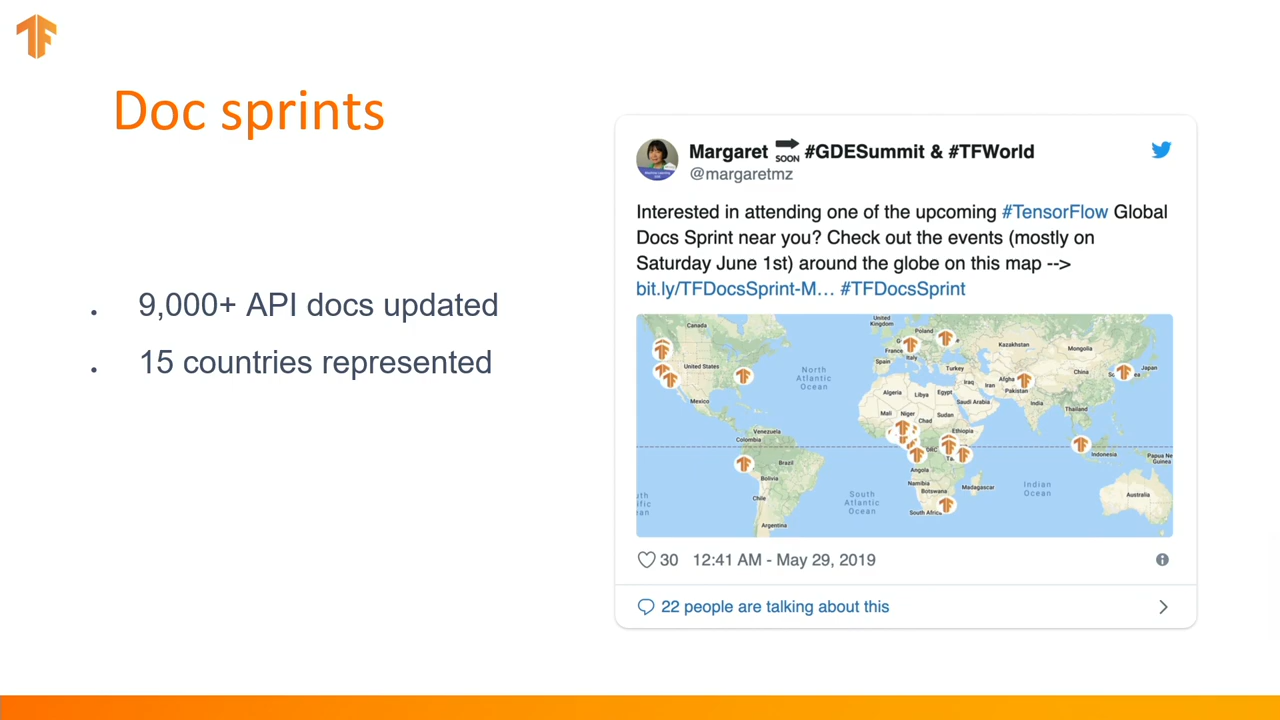 Doc sprints
. 9,000+ API docs updated
. 15 countries represented
Margaret SOON #GDESummit & #TFWorld
@margaretmz
Interested in attending one of the upcoming #TensorFlow Global
Docs Sprint near you? Check out the events (mostly on
Saturday June 1st) around the globe on this map -->
bit.ly/TFDocsSprint-M… #TFDocsSprint
Canada
United States
Mexico
Venezuela
Colombia
Brazil
Bolivia
Chile
Argentina
North
Atlantic
Ocean
South
Atlantic
Ocean
United
Kingdom
Poland
France
Italy
Spain
Turkey
Kazakhstan
Mongolia
China
Japan
Iraq
Iran
Afgha
Pakistan
India
Thailand
Algeria
Libya
Egypt
Saudi Arabia
Mali
Niger
Chad
Sudan
Ethiopia
DRC
Angola
Namibia
Botswana
Madagascar
South Afric
Indian
Ocean
Indonesia
Papua Ne
Guinea
Australia
30 12:41 AM - May 29, 2019
22 people are talking about this